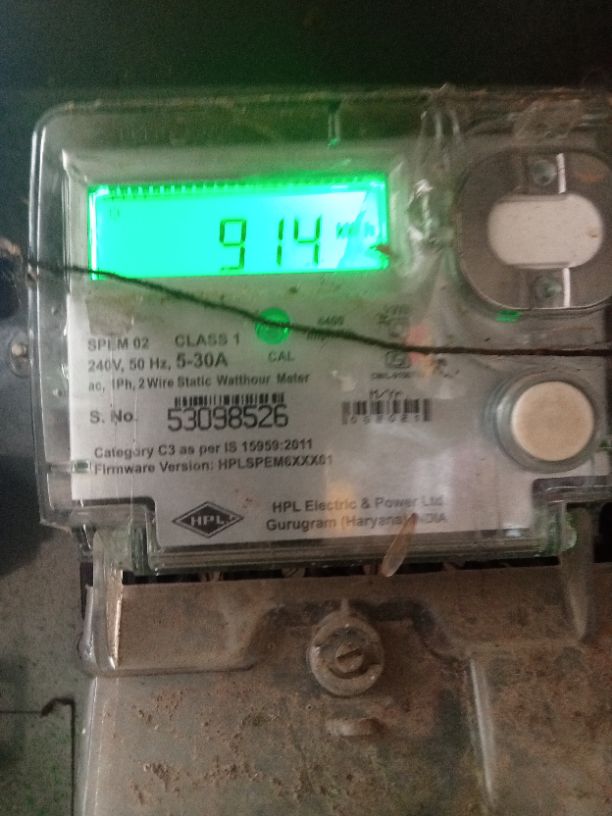 914 kWh
SPEM 02 CLASS 1
240V, 50 Hz, 5-30A CAL
6400
ac, 1Ph, 2 Wire Static Watthour Meter
S. No. 53098526
M/Yr
Category C3 as per IS 15959:2011
Firmware Version: HPLSPEM6XXX01
HPL
HPL Electric & Power Ltd.
Gurugram (Haryana) INDIA